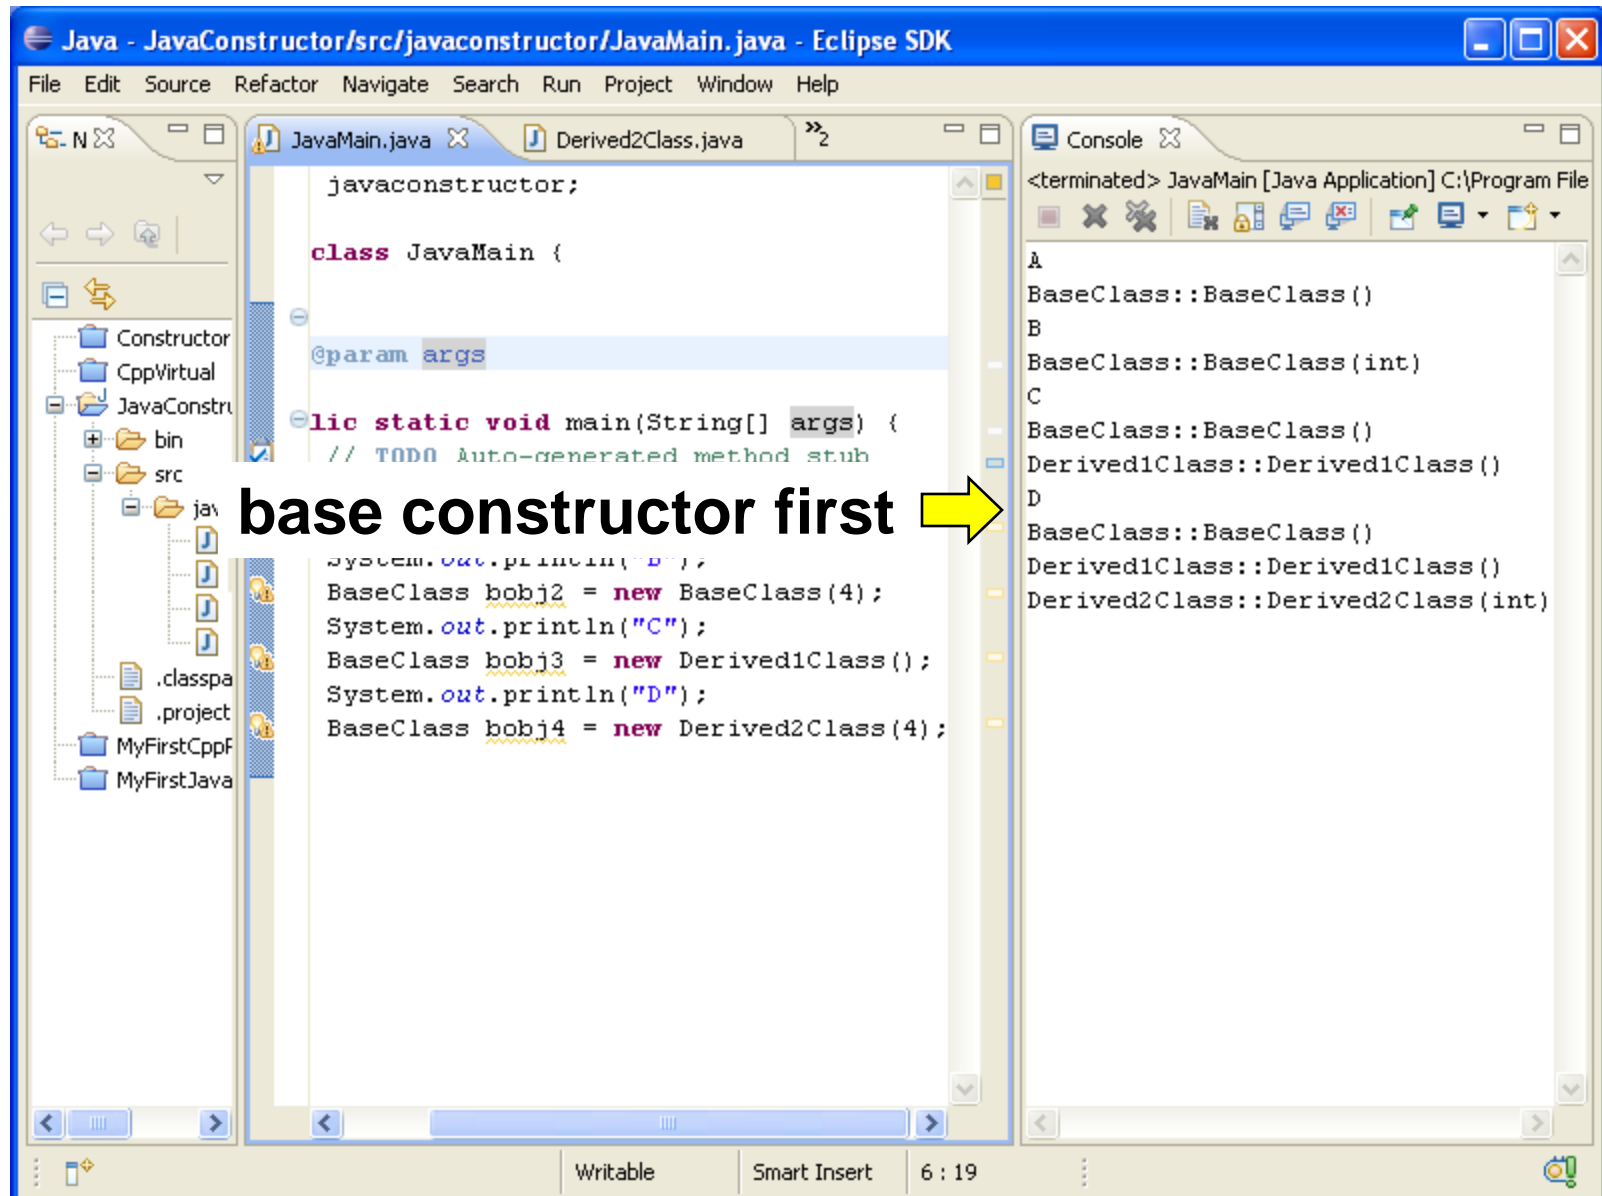 Java - JavaConstructor/src/javaconstructor/JavaMain.java - Eclipse SDK
File Edit Source Refactor Navigate Search Run Project Window Help
N
Constructor
CppVirtual
JavaConstru
bin
src
jav
.classpa
.project
MyFirstCppP
MyFirstJava
JavaMain.java Derived2Class.java »2
javaconstructor;
class JavaMain {
@param args
lic static void main(String[] args) {
// TODO Auto-generated method stub
base constructor first
System.out.println("B");
BaseClass bobj2 = new BaseClass(4);
System.out.println("C");
BaseClass bobj3 = new Derived1Class();
System.out.println("D");
BaseClass bobj4 = new Derived2Class(4);
Console
<terminated> JavaMain [Java Application] C:\Program File
A
BaseClass::BaseClass()
B
BaseClass::BaseClass(int)
C
BaseClass::BaseClass()
Derived1Class::Derived1Class()
D
BaseClass::BaseClass()
Derived1Class::Derived1Class()
Derived2Class::Derived2Class(int)
Writable Smart Insert 6 : 19